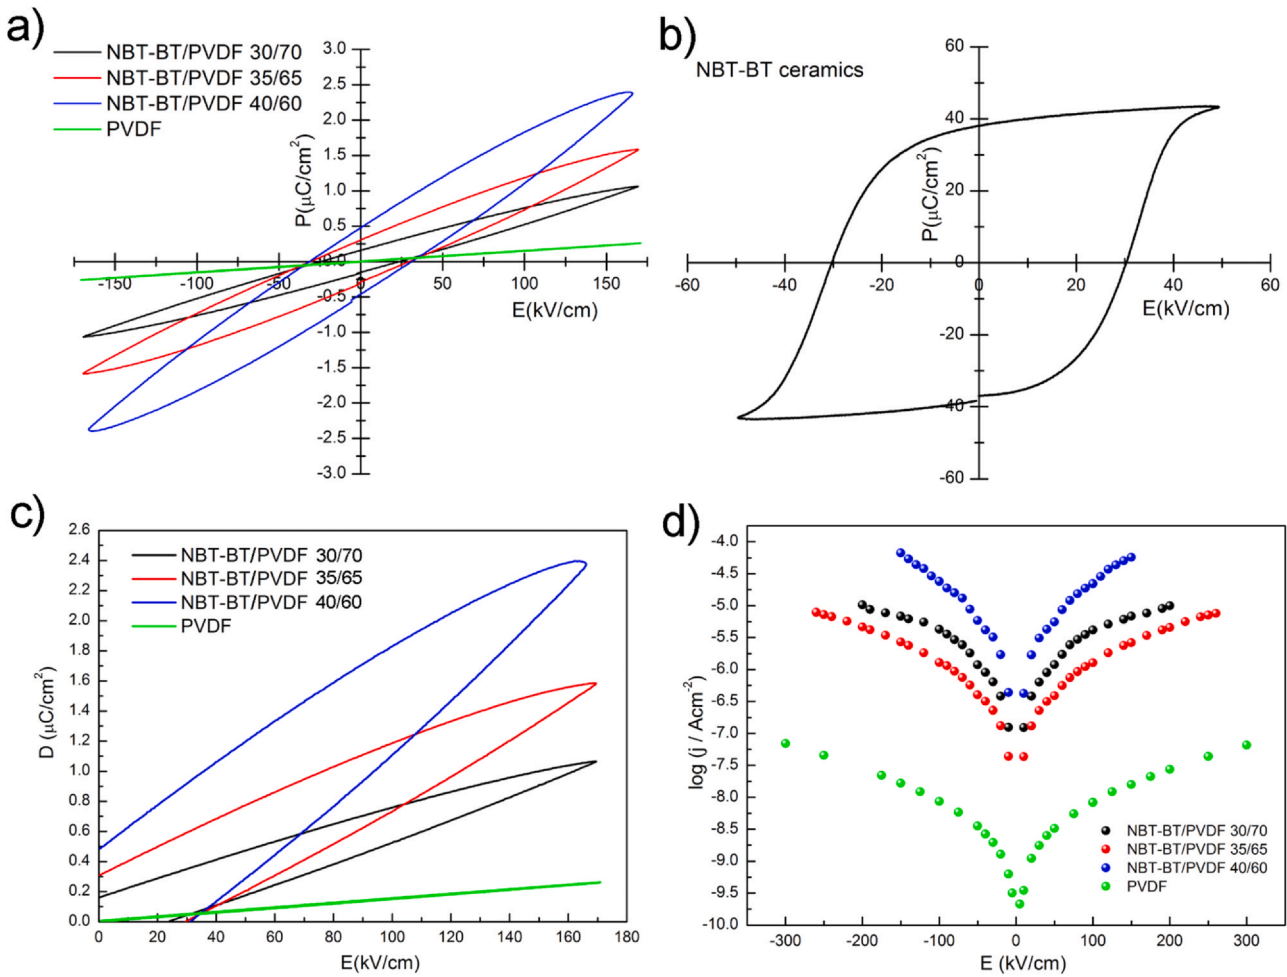 a)
NBT-BT/PVDF 30/70
NBT-BT/PVDF 35/65
NBT-BT/PVDF 40/60
PVDF
P(μC/cm²)
3.0
2.5
2.0
1.5
1.0
0.5
0.0
-0.5
-1.0
-1.5
-2.0
-2.5
-3.0
-150 -100 -50 0 50 100 150
E(kV/cm)
b)
NBT-BT ceramics
P(μC/cm²)
60
40
20
0
-20
-40
-60
-60 -40 -20 0 20 40 60
E(kV/cm)
c)
NBT-BT/PVDF 30/70
NBT-BT/PVDF 35/65
NBT-BT/PVDF 40/60
PVDF
D (μC/cm²)
2.6
2.4
2.2
2.0
1.8
1.6
1.4
1.2
1.0
0.8
0.6
0.4
0.2
0.0
0 20 40 60 80 100 120 140 160 180
E(kV/cm)
d)
log (j / Acm⁻²)
-4.0
-4.5
-5.0
-5.5
-6.0
-6.5
-7.0
-7.5
-8.0
-8.5
-9.0
-9.5
-10.0
NBT-BT/PVDF 30/70
NBT-BT/PVDF 35/65
NBT-BT/PVDF 40/60
PVDF
-300 -200 -100 0 100 200 300
E (kV/cm)